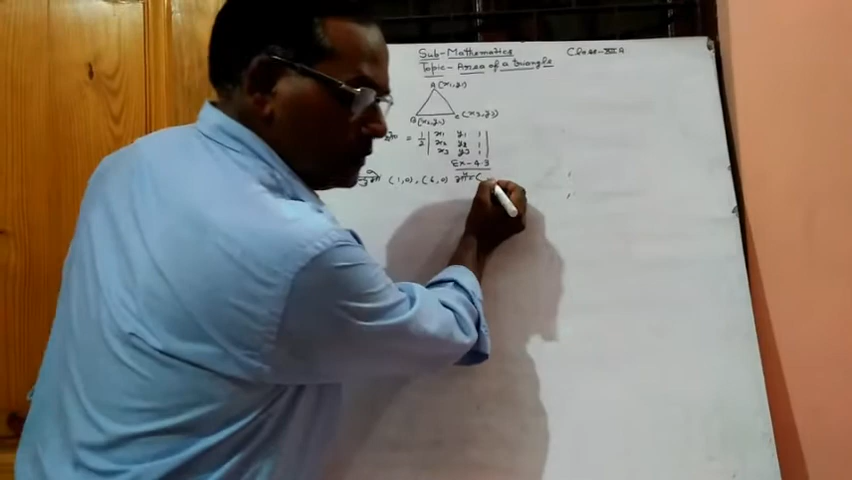 Sub- Mathematics
Class-XII A
Topic- Area of a triangle
A(x1,y1)
B(x2,y2) C(x3,y3)
= 1/2 | x1 y1 1 |
x2 y2 1
x3 y3 1
Ex-4.3
(1,0), (6,0) और (